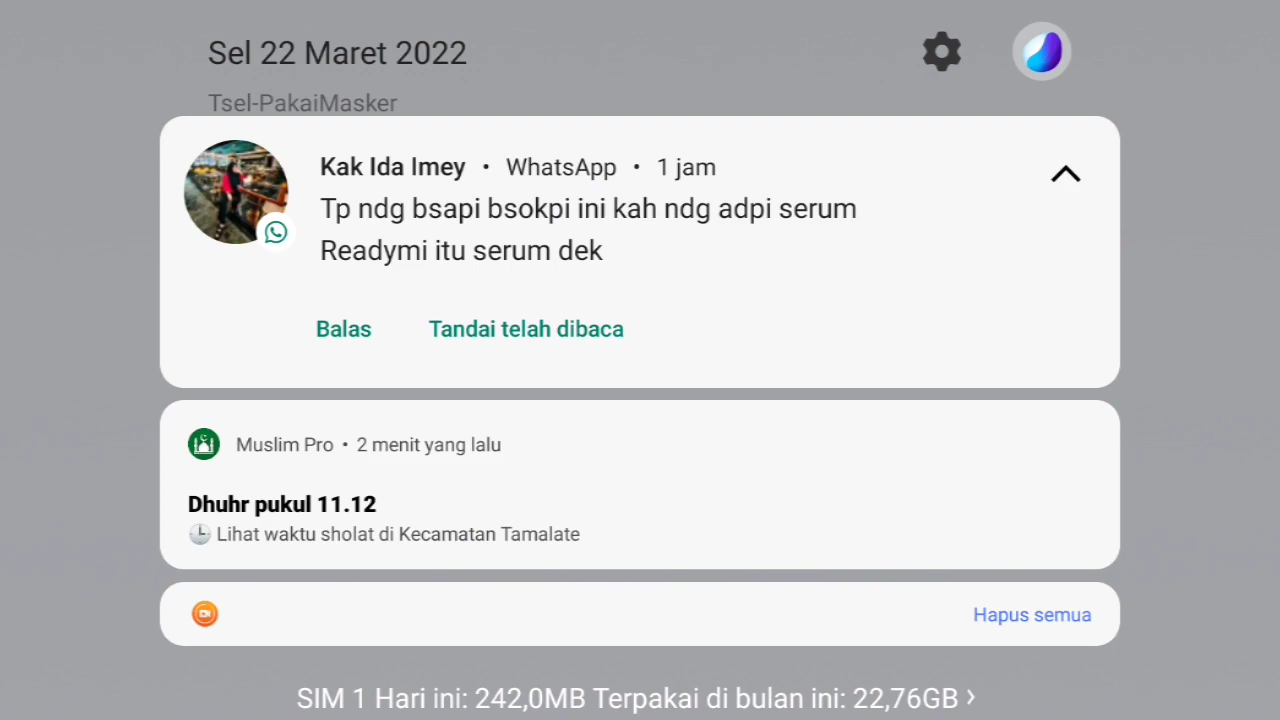 Sel 22 Maret 2022
Tsel-PakaiMasker
Kak Ida Imey • WhatsApp • 1 jam
Tp ndg bsapi bsokpi ini kah ndg adpi serum
Readymi itu serum dek
Balas Tandai telah dibaca
Muslim Pro • 2 menit yang lalu
Dhuhr pukul 11.12
Lihat waktu sholat di Kecamatan Tamalate
Hapus semua
SIM 1 Hari ini: 242,0MB Terpakai di bulan ini: 22,76GB ›